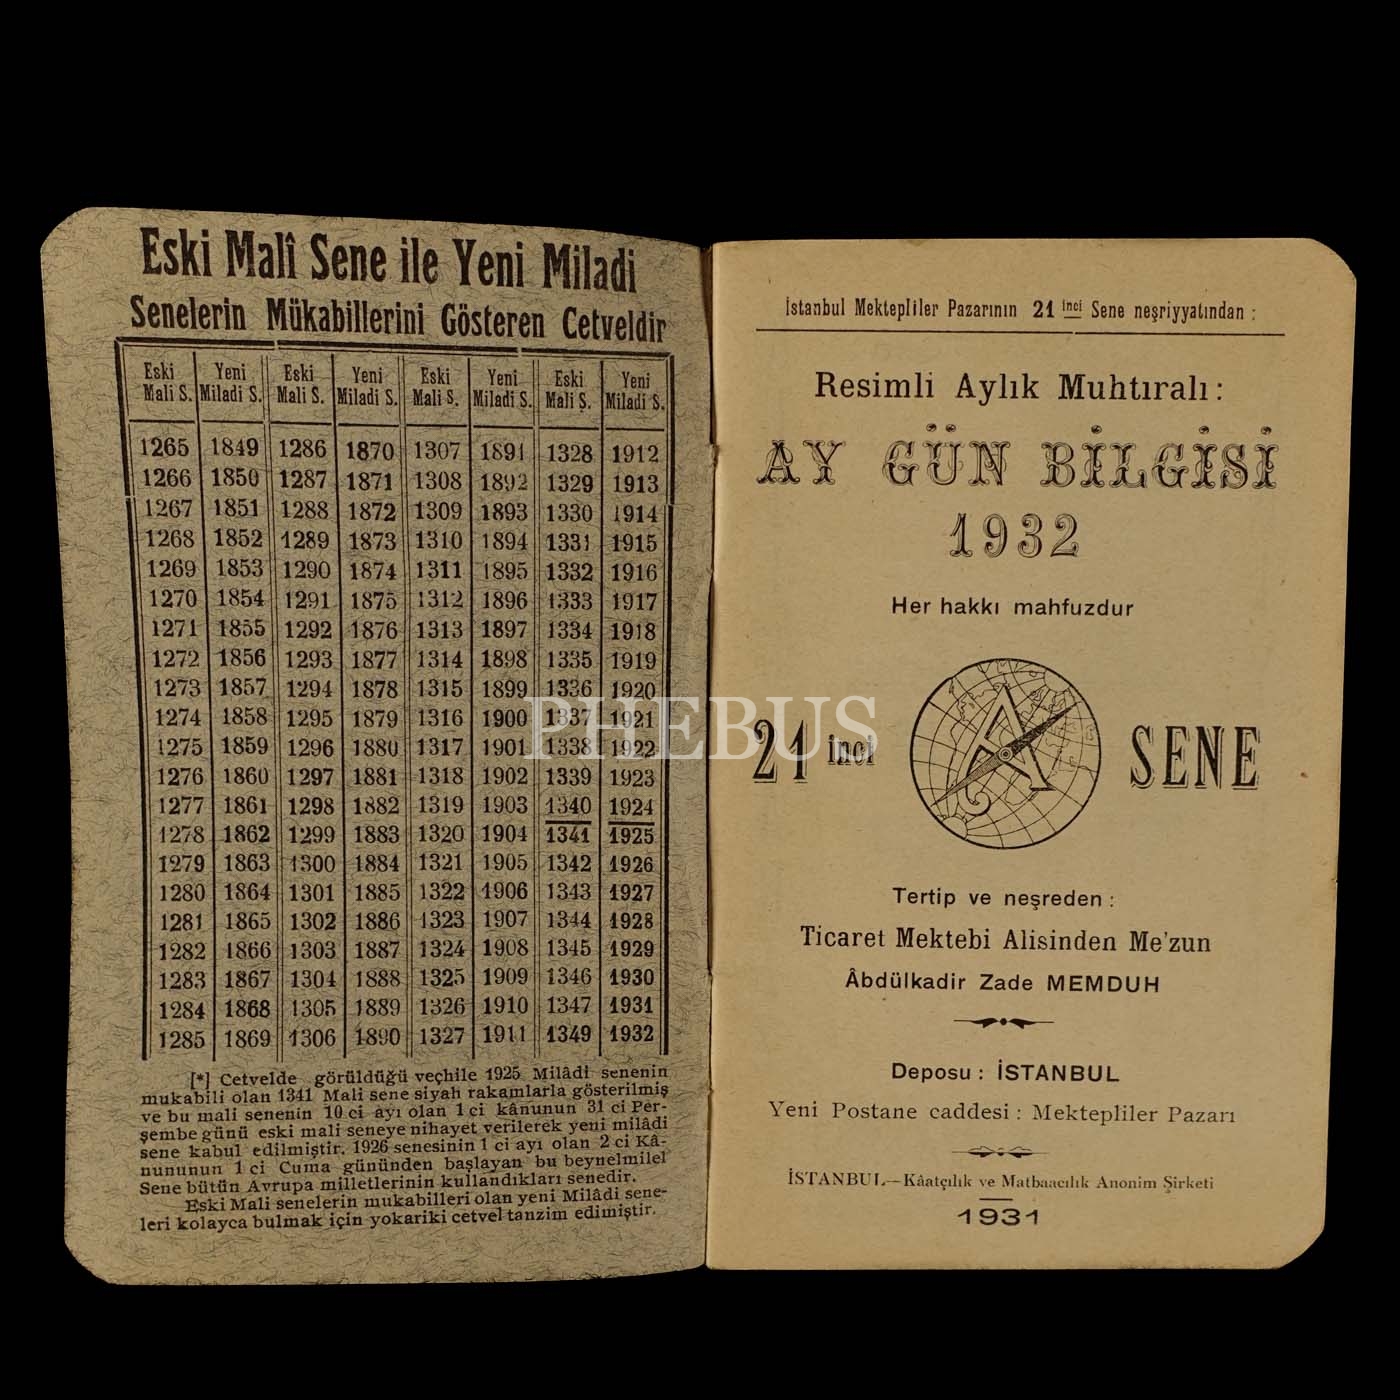 Eski Malî Sene ile Yeni Miladi
Senelerin Mükabillerini Gösteren Cetveldir
Eski Mali S. Yeni Miladi S. Eski Mali S. Yeni Miladi S. Eski Mali S. Yeni Miladi S. Eski Mali S. Yeni Miladi S.
1265 1849 1286 1870 1307 1891 1328 1912
1266 1850 1287 1871 1308 1892 1329 1913
1267 1851 1288 1872 1309 1893 1330 1914
1268 1852 1289 1873 1310 1894 1331 1915
1269 1853 1290 1874 1311 1895 1332 1916
1270 1854 1291 1875 1312 1896 1333 1917
1271 1855 1292 1876 1313 1897 1334 1918
1272 1856 1293 1877 1314 1898 1335 1919
1273 1857 1294 1878 1315 1899 1336 1920
1274 1858 1295 1879 1316 1900 1337 1921
1275 1859 1296 1880 1317 1901 1338 1922
1276 1860 1297 1881 1318 1902 1339 1923
1277 1861 1298 1882 1319 1903 1340 1924
1278 1862 1299 1883 1320 1904 1341 1925
1279 1863 1300 1884 1321 1905 1342 1926
1280 1864 1301 1885 1322 1906 1343 1927
1281 1865 1302 1886 1323 1907 1344 1928
1282 1866 1303 1887 1324 1908 1345 1929
1283 1867 1304 1888 1325 1909 1346 1930
1284 1868 1305 1889 1326 1910 1347 1931
1285 1869 1306 1890 1327 1911 1349 1932
[*] Cetvelde görüldüğü veçhile 1925 Milâdi senenin
mukabili olan 1341 Mali sene siyah rakamlarla gösterilmiş
ve bu mali senenin 10 ci ayı olan 1 ci kânunun 31 ci Per-
şembe günü eski mali seneye nihayet verilerek yeni milâdi
sene kabul edilmiştir. 1926 senesinin 1 ci ayı olan 2 ci Kâ-
nununun 1 ci Cuma gününden başlayan bu beynelmilel
Sene bütün Avrupa milletlerinin kullandıkları senedir.
Eski Mali senelerin mukabilleri olan yeni Milâdi sene-
leri kolayca bulmak için yokariki cetvel tanzim edimiştir.
İstanbul Mektepliler Pazarının 21 inci Sene neşriyyatından :
Resimli Aylık Muhtıralı :
AY GÜN BİLGİSİ
1932
Her hakkı mahfuzdur
21 inci A SENE
Tertip ve neşreden :
Ticaret Mektebi Alisinden Me'zun
Âbdülkadir Zade MEMDUH
Deposu : İSTANBUL
Yeni Postane caddesi : Mektepliler Pazarı
İSTANBUL—Kâatçılık ve Matbaacılık Anonim Şirketi
1931
PHEBUS